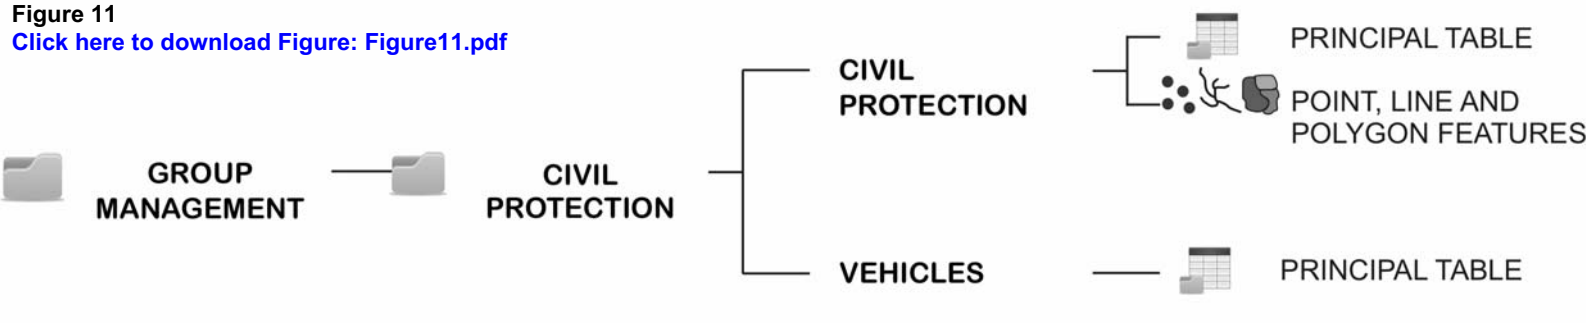 Figure 11
Click here to download Figure: Figure11.pdf
GROUP
MANAGEMENT
CIVIL
PROTECTION
CIVIL
PROTECTION
PRINCIPAL TABLE
POINT, LINE AND
POLYGON FEATURES
VEHICLES
PRINCIPAL TABLE